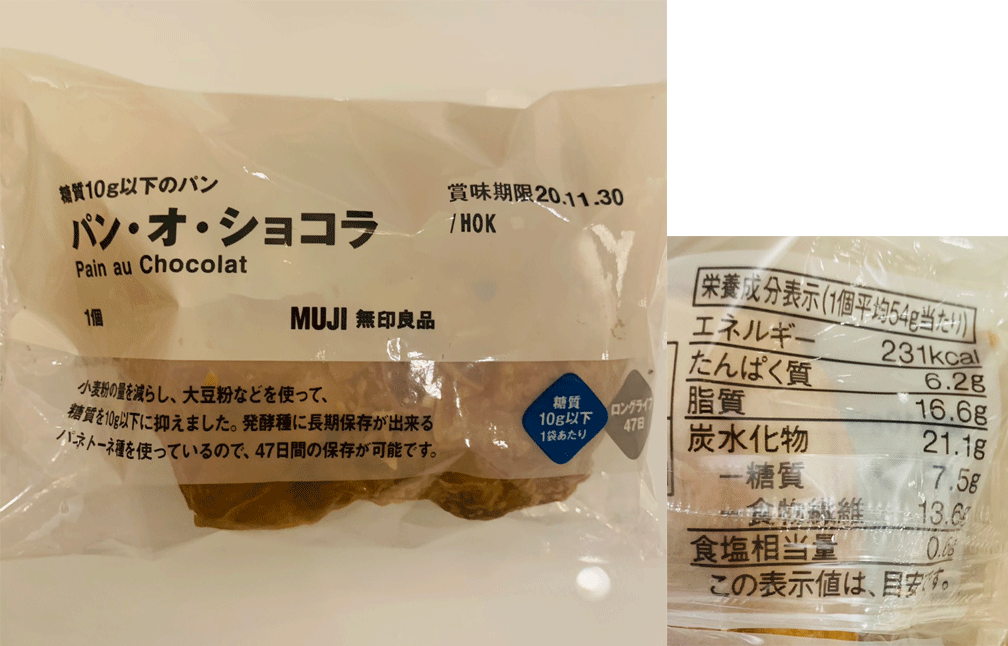 糖質10g以下のパン
パン・オ・ショコラ
Pain au Chocolat
賞味期限20.11.30
/HOK
1個
MUJI 無印良品
小麦粉の量を減らし、大豆粉などを使って、
糖質を10g以下に抑えました。発酵種に長期保存が出来る
パネトーネ種を使っているので、47日間の保存が可能です。
糖質
10g以下
1袋あたり
ロングライフ
47日
栄養成分表示(1個平均54g当たり)
エネルギー 231kcal
たんぱく質 6.2g
脂質 16.6g
炭水化物 21.1g
―糖質 7.5g
―食物繊維 13.6g
食塩相当量
この表示値は、目安です。